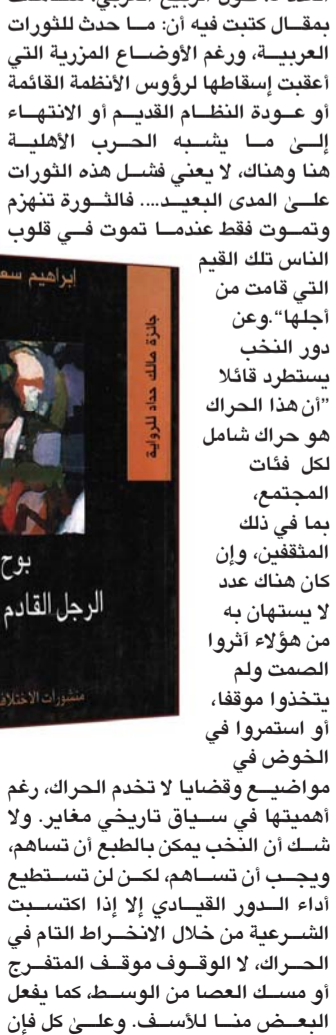 بمقال كتبت فيه أن: ما حدث للثورات
العربية، ورغم الأوضاع المزرية التي
أعقبت إسقاطها لرؤوس الأنظمة القائمة
أو عودة النظام القديم أو الانتهاء
إلى ما يشبه الحرب الأهلية
هنا وهناك، لا يعني فشل هذه الثورات
على المدى البعيد.... فالثورة تنهزم
وتموت فقط عندما تموت في قلوب
الناس تلك القيم
التي قامت من
أجلها“.وعن
دور النخب
يستطرد قائلا
”أن هذا الحراك
هو حراك شامل
لكل فئات
المجتمع،
بما في ذلك
المثقفين، وإن
كان هناك عدد
لا يستهان به
من هؤلاء آثروا
الصمت ولم
يتخذوا موقفا،
أو استمروا في
الخوض في
مواضيع وقضايا لا تخدم الحراك، رغم
أهميتها في سياق تاريخي مغاير. ولا
شك أن النخب يمكن بالطبع أن تساهم،
ويجب أن تساهم، لكن لن تستطيع
أداء الدور القيادي إلا إذا اكتسبت
الشرعية من خلال الانخراط التام في
الحراك، لا الوقوف موقف المتفرج
أو مسك العصا من الوسط، كما يفعل
البعض منا للأسف. وعلى كل فإن
إبراهيم
جائزة مالك حداد للرواية
بوح
الرجل القادم
منشورات